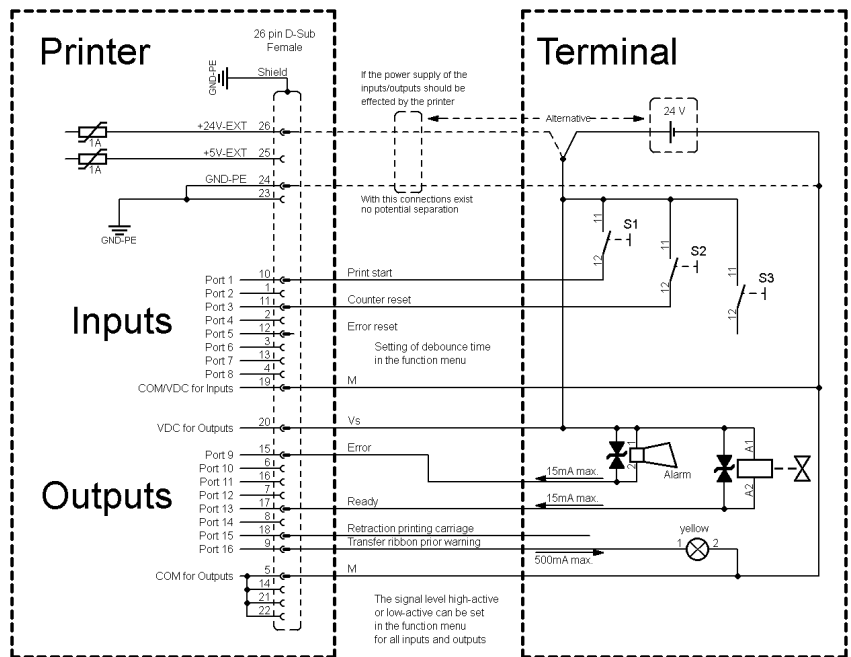 Printer
26 pin D-Sub
Female
Terminal
GND-PE
Shield
If the power supply of the
inputs/outputs should be
effected by the printer
Alternative
24 V
+24V-EXT 26
1A
+5V-EXT 25
1A
GND-PE 24
23
With this connections exist
no potential separation
GND-PE
11
S1
12
11
S2
12
11
S3
12
Inputs
Port 1 10 Print start
Port 2 1
Port 3 11 Counter reset
Port 4 2
Port 5 12 Error reset
Port 6 3
Port 7 13
Port 8 4
Setting of debounce time
in the function menu
COM/VDC for Inputs 19 M
Outputs
VDC for Outputs 20 Vs
Port 9 15 Error
Port 10 6
Port 11 16
Port 12 7
Port 13 17 Ready
Port 14 8
Port 15 18 Retraction printing carriage
Port 16 9 Transfer ribbon prior warning
1
2
Alarm
A1
A2
15mA max.
15mA max.
yellow
1 2
500mA max.
COM for Outputs 5 M
14
21
22
The signal level high-active
or low-active can be set
in the function menu
for all inputs and outputs